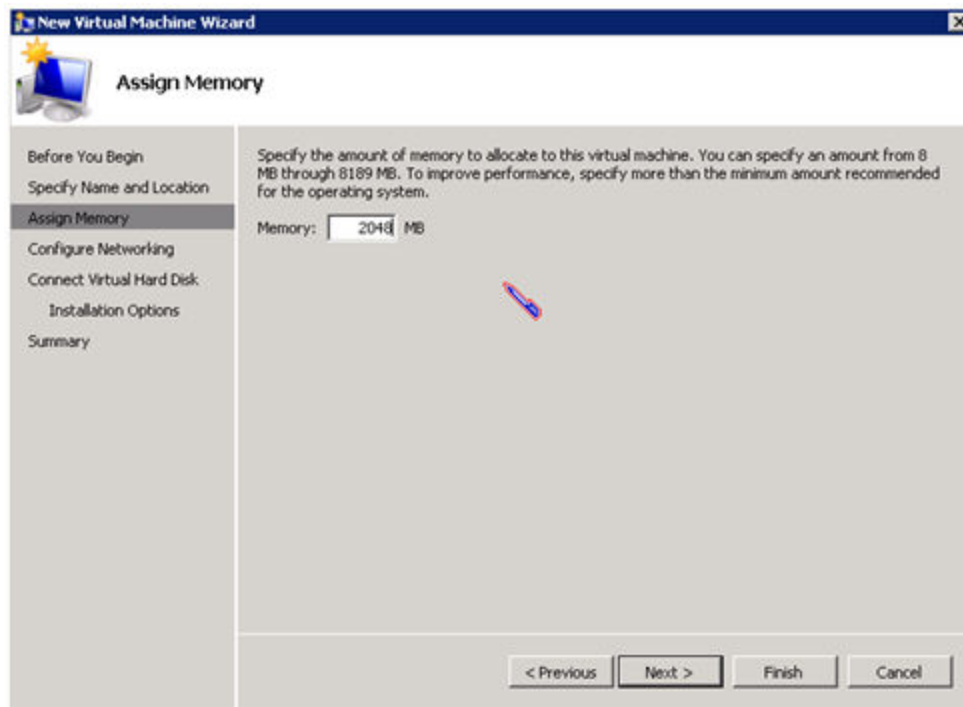 New Virtual Machine Wizard
Assign Memory
Before You Begin
Specify Name and Location
Assign Memory
Configure Networking
Connect Virtual Hard Disk
Installation Options
Summary
Specify the amount of memory to allocate to this virtual machine. You can specify an amount from 8
MB through 8189 MB. To improve performance, specify more than the minimum amount recommended
for the operating system.
Memory: 2048 MB
< Previous Next > Finish Cancel